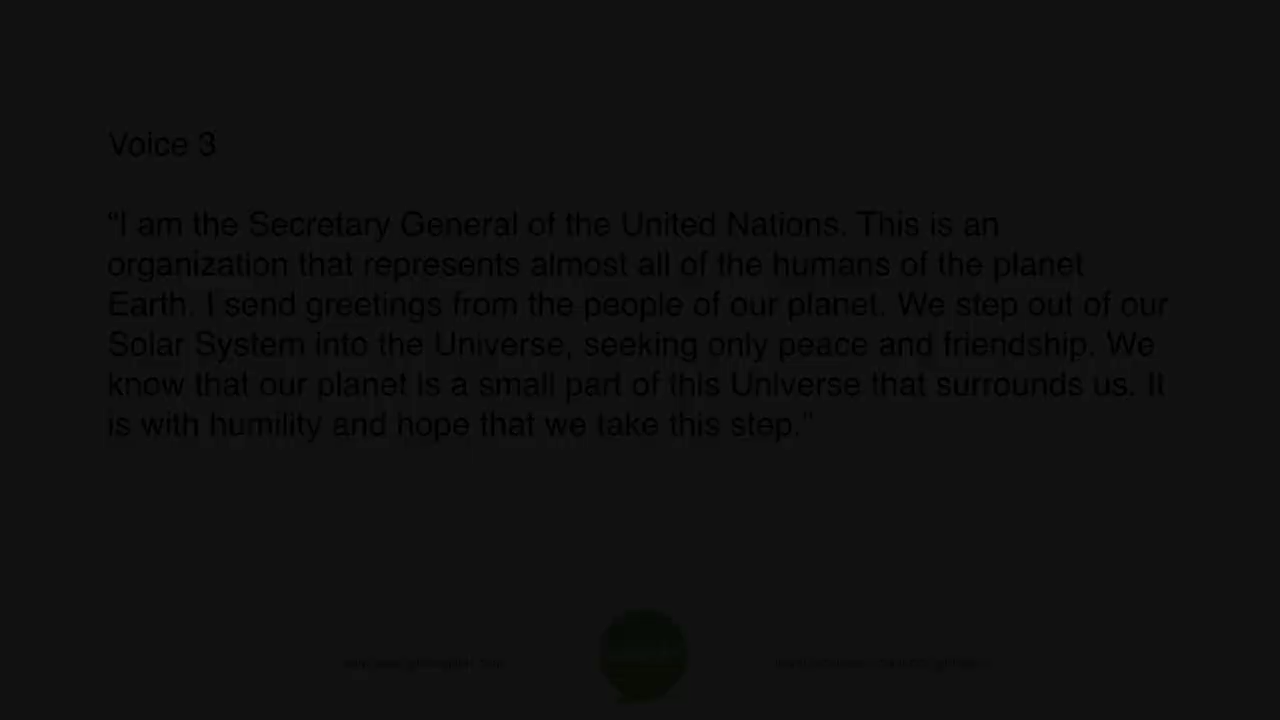 Voice 3
“I am the Secretary General of the United Nations. This is an
organization that represents almost all of the humans of the planet
Earth. I send greetings from the people of our planet. We step out of our
Solar System into the Universe, seeking only peace and friendship. We
know that our planet is a small part of this Universe that surrounds us. It
is with humility and hope that we take this step.”